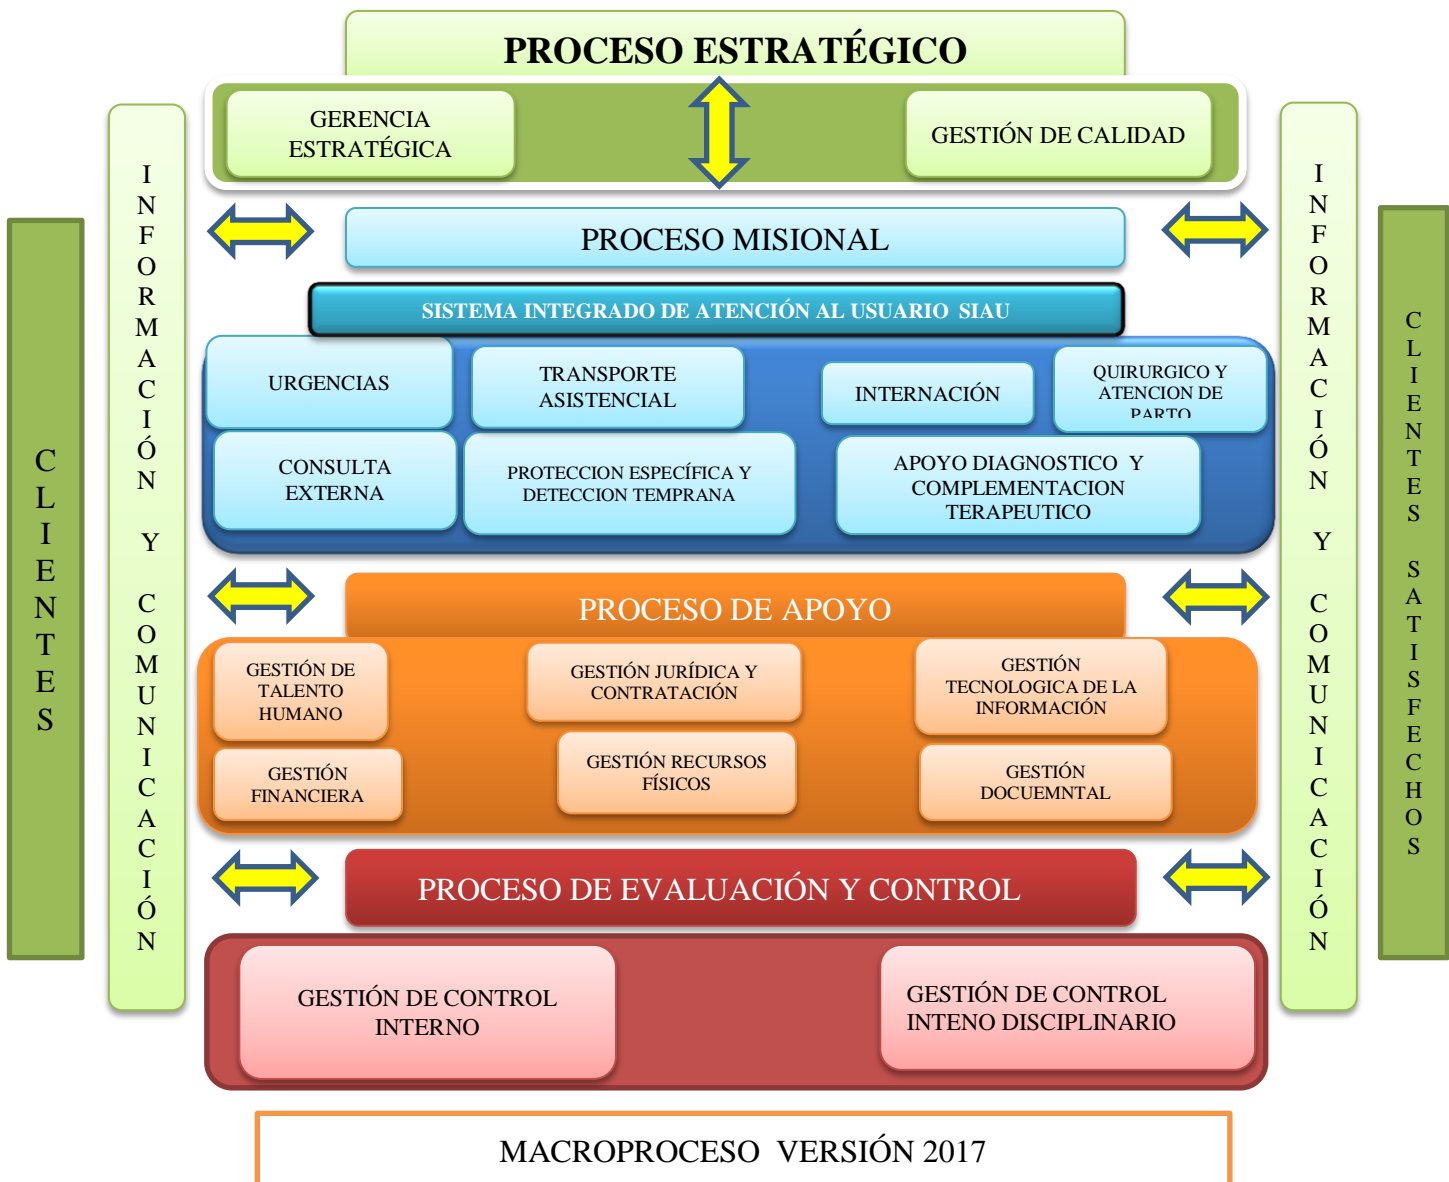 PROCESO ESTRATÉGICO
GERENCIA
ESTRATÉGICA
GESTIÓN DE CALIDAD
CLIENTES
INFORMACIÓN Y COMUNICACIÓN
PROCESO MISIONAL
SISTEMA INTEGRADO DE ATENCIÓN AL USUARIO SIAU
URGENCIAS
TRANSPORTE
ASISTENCIAL
INTERNACIÓN
QUIRURGICO Y
ATENCION DE
PARTO
CONSULTA
EXTERNA
PROTECCION ESPECÍFICA Y
DETECCION TEMPRANA
APOYO DIAGNOSTICO Y
COMPLEMENTACION
TERAPEUTICO
PROCESO DE APOYO
GESTIÓN DE
TALENTO
HUMANO
GESTIÓN JURÍDICA Y
CONTRATACIÓN
GESTIÓN
TECNOLOGICA DE LA
INFORMACIÓN
GESTIÓN
FINANCIERA
GESTIÓN RECURSOS
FÍSICOS
GESTIÓN
DOCUEMNTAL
PROCESO DE EVALUACIÓN Y CONTROL
GESTIÓN DE CONTROL
INTERNO
GESTIÓN DE CONTROL
INTENO DISCIPLINARIO
INFORMACIÓN Y COMUNICACIÓN
CLIENTES SATISFECHOS
MACROPROCESO VERSIÓN 2017